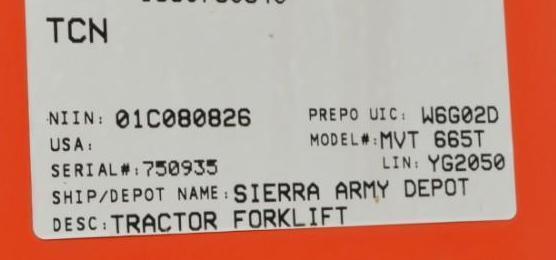 TCN
NIIN: 01C080826 PREPO UIC: W6G02D
USA: MODEL#:MVT 665T
SERIAL#:750935 LIN: YG2050
SHIP/DEPOT NAME:SIERRA ARMY DEPOT
DESC:TRACTOR FORKLIFT